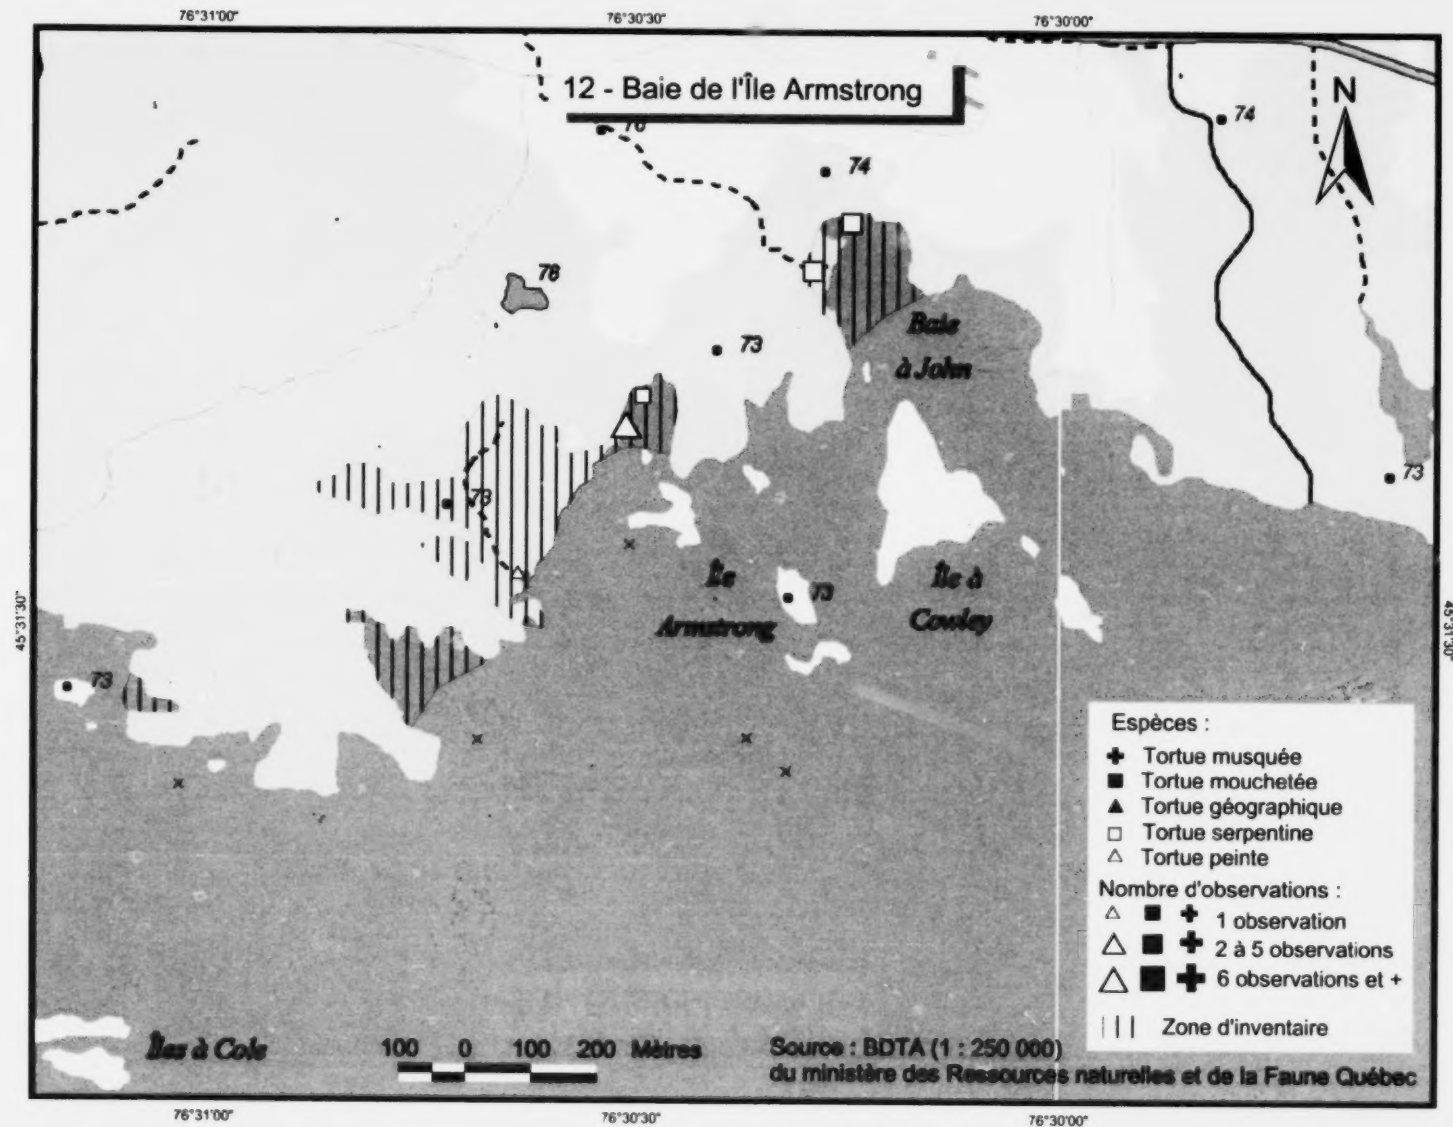 76°31'00"
76°30'30"
76°30'00"
12 - Baie de l'Île Armstrong
N
76
74
74
78
73
Baie
à John
73
73
Île
Armstrong
73
Île à
Cowley
45°31'30"
45°31'30"
73
Espèces :
Tortue musquée
Tortue mouchetée
Tortue géographique
Tortue serpentine
Tortue peinte
Nombre d'observations :
1 observation
2 à 5 observations
6 observations et +
Zone d'inventaire
Îles à Cole
100 0 100 200 Mètres
Source : BDTA (1 : 250 000)
du ministère des Ressources naturelles et de la Faune Québec
76°31'00"
76°30'30"
76°30'00"